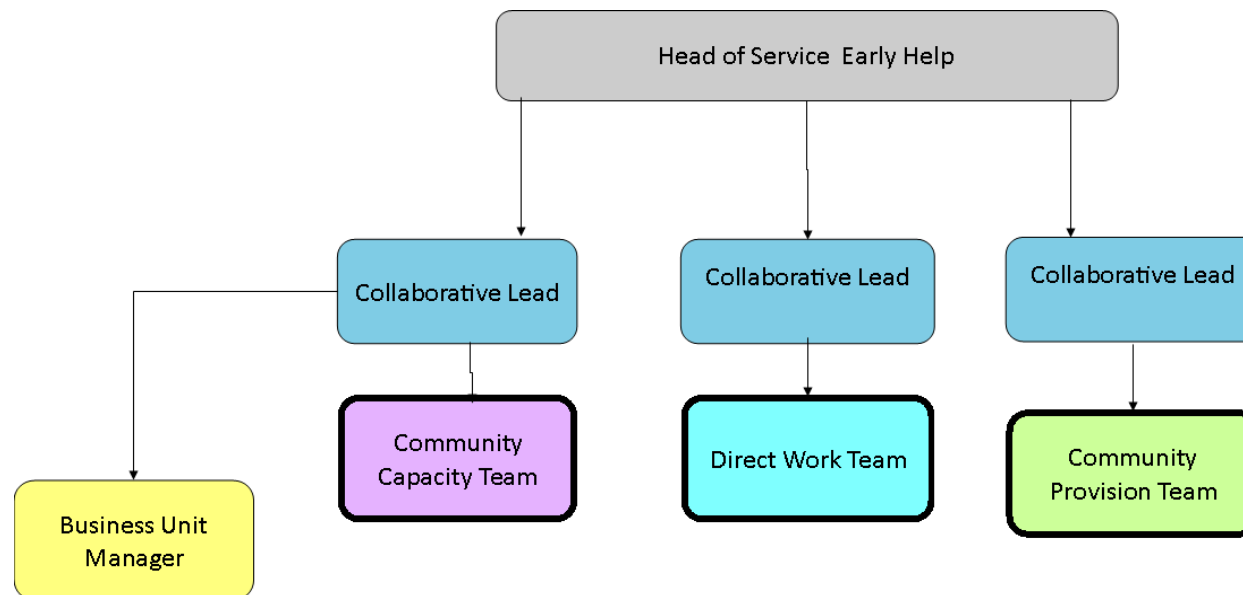 Head of Service  Early Help
Collaborative Lead
Collaborative Lead
Collaborative Lead
Community
Capacity Team
Direct Work Team
Community
Provision Team
Business Unit
Manager